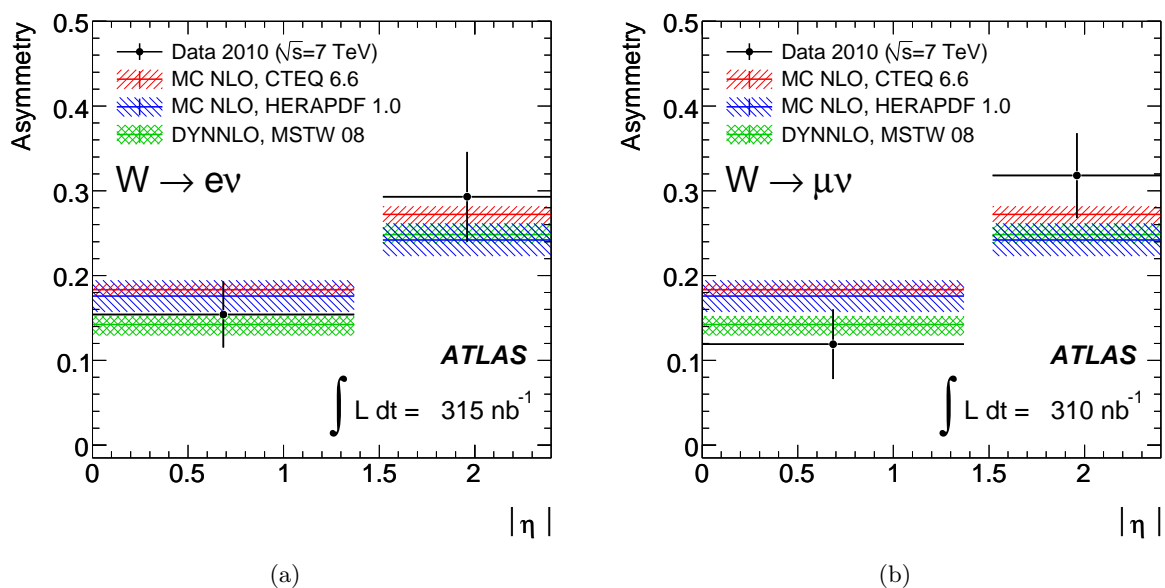 Asymmetry
0.5
0.4
0.3
0.2
0.1
0
Data 2010 (√s=7 TeV)
MC NLO, CTEQ 6.6
MC NLO, HERAPDF 1.0
DYNNLO, MSTW 08
W → eν
ATLAS
∫ L dt = 315 nb⁻¹
0 0.5 1 1.5 2
|η|
(a)
Asymmetry
0.5
0.4
0.3
0.2
0.1
0
Data 2010 (√s=7 TeV)
MC NLO, CTEQ 6.6
MC NLO, HERAPDF 1.0
DYNNLO, MSTW 08
W → μν
ATLAS
∫ L dt = 310 nb⁻¹
0 0.5 1 1.5 2
|η|
(b)